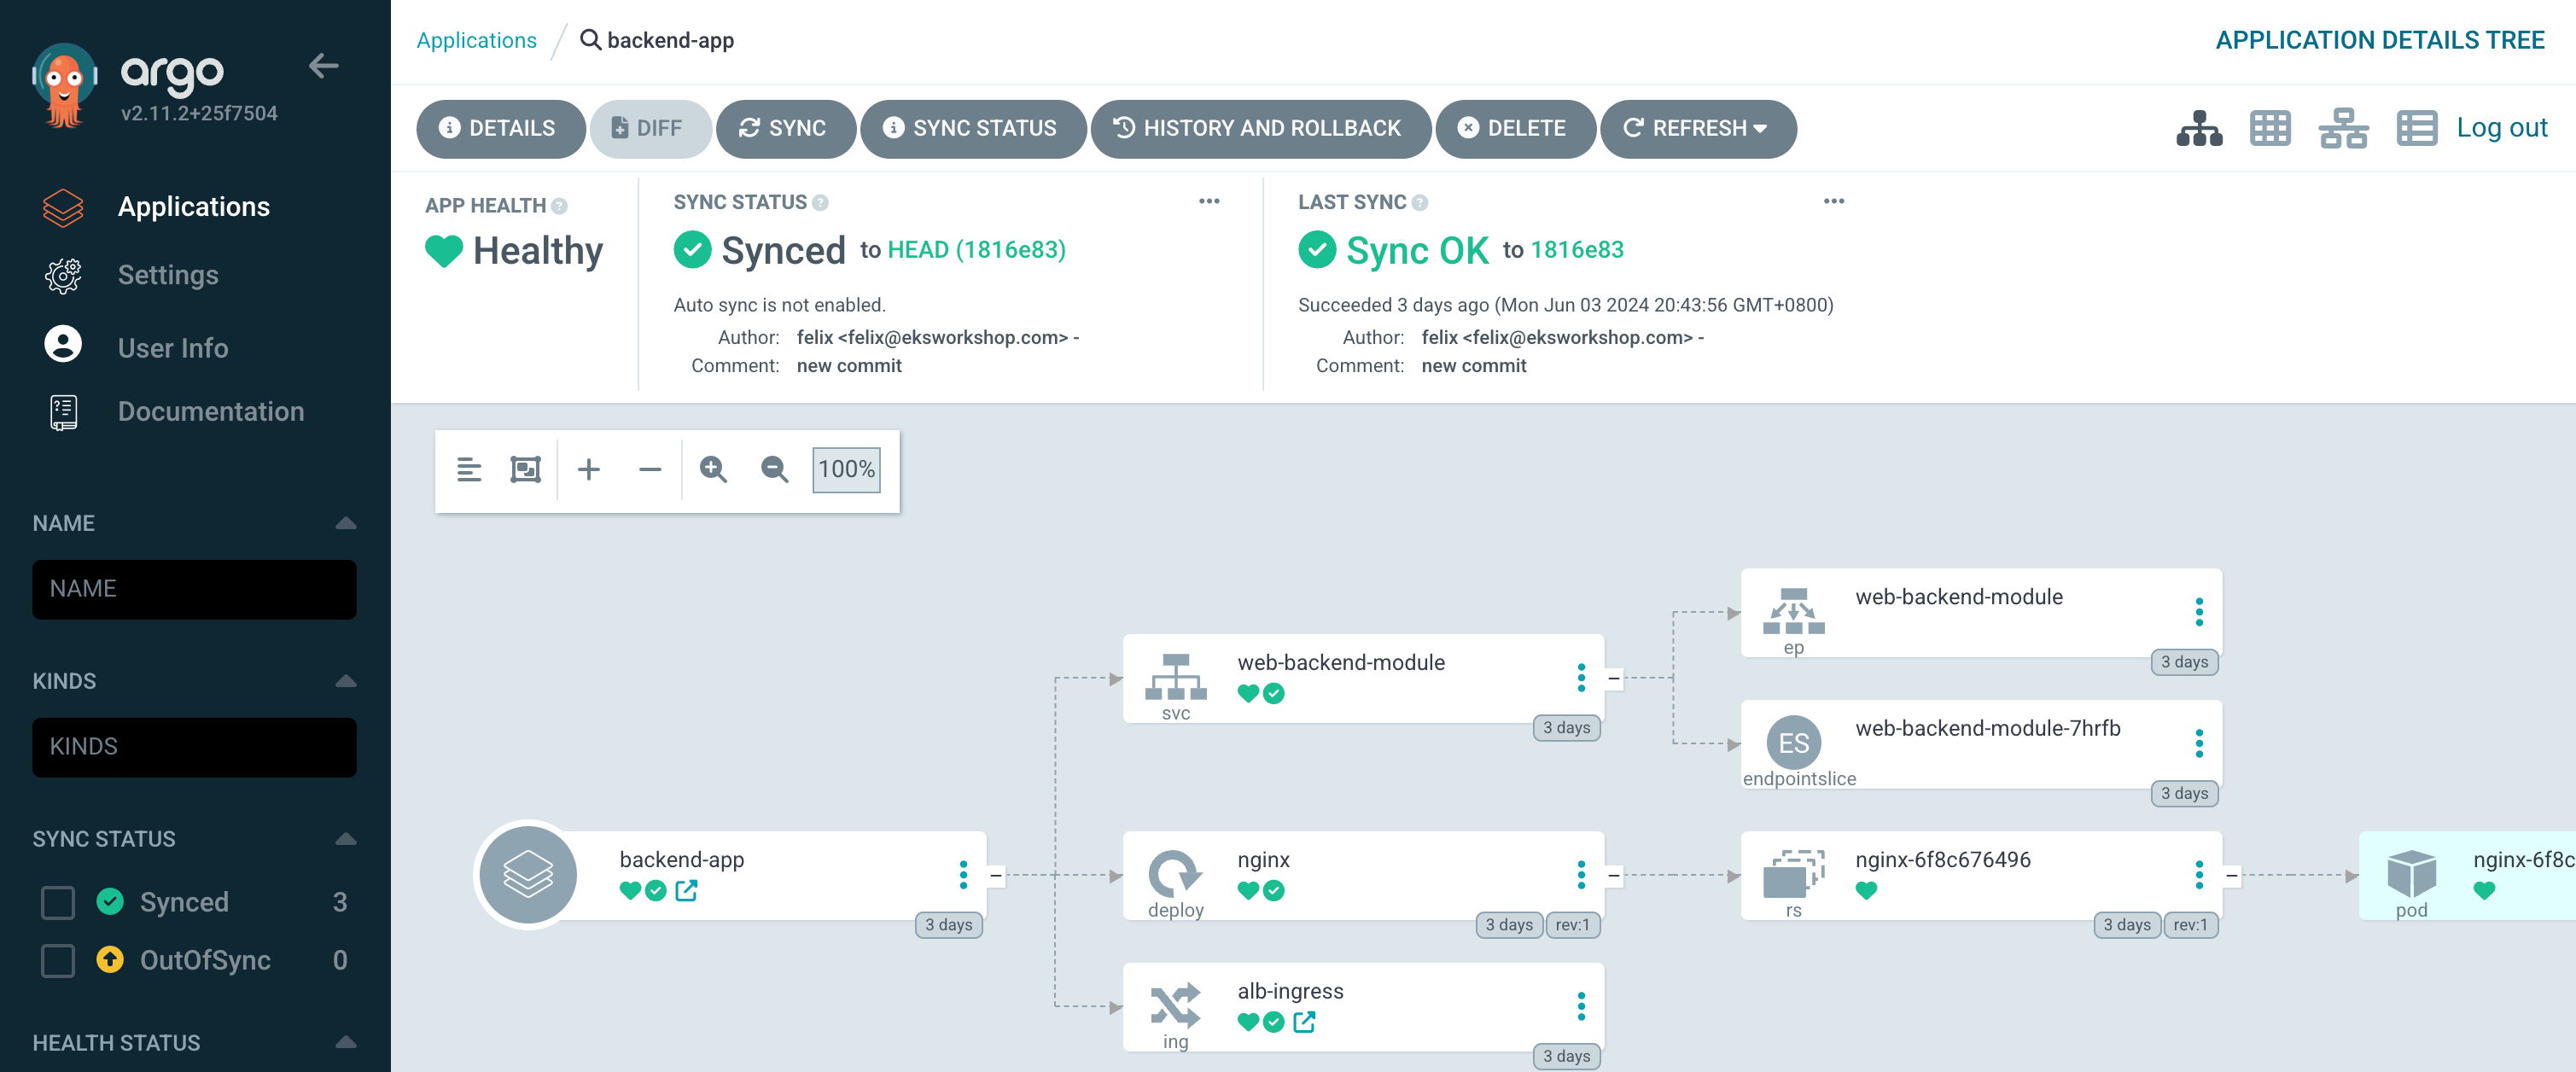 argo
v2.11.2+25f7504
Applications
Settings
User Info
Documentation
NAME
NAME
KINDS
KINDS
SYNC STATUS
Synced 3
OutOfSync 0
HEALTH STATUS
Applications / backend-app
APPLICATION DETAILS TREE
DETAILS DIFF SYNC SYNC STATUS HISTORY AND ROLLBACK DELETE REFRESH
Log out
APP HEALTH
Healthy
SYNC STATUS
Synced to HEAD (1816e83)
Auto sync is not enabled.
Author: felix <felix@eksworkshop.com> -
Comment: new commit
LAST SYNC
Sync OK to 1816e83
Succeeded 3 days ago (Mon Jun 03 2024 20:43:56 GMT+0800)
Author: felix <felix@eksworkshop.com> -
Comment: new commit
100%
backend-app
3 days
web-backend-module
svc
3 days
nginx
deploy
3 days rev:1
alb-ingress
ing
3 days
web-backend-module
ep
3 days
ES
web-backend-module-7hrfb
endpointslice
3 days
nginx-6f8c676496
rs
3 days rev:1
nginx-6f8c
pod